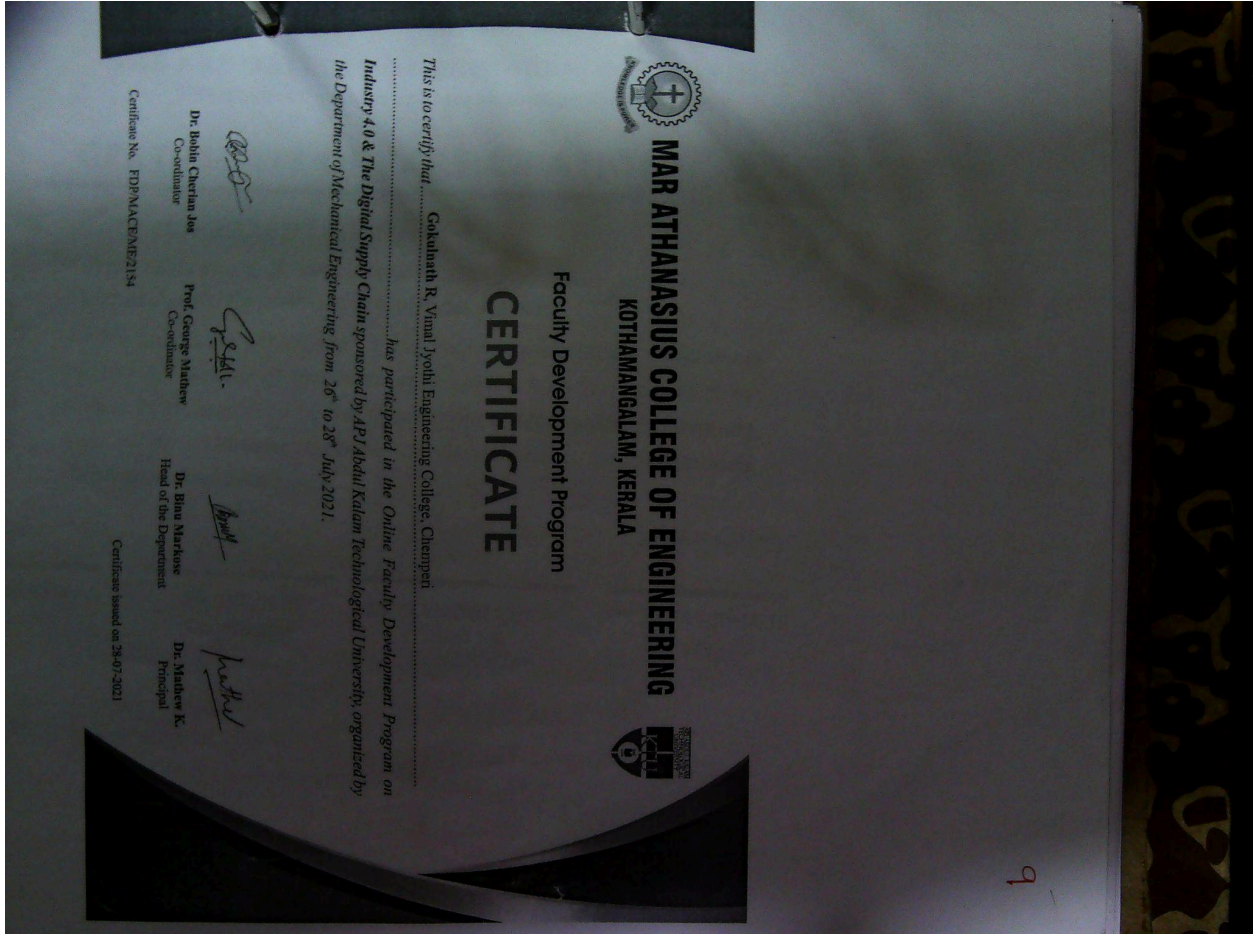 MAR ATHANASIUS COLLEGE OF ENGINEERING
KOTHAMANGALAM, KERALA
KTU
Faculty Development Program
CERTIFICATE
This is to certify that ........ Gokulnath R, Vimal Jyothi Engineering College, Chemperi
........ has participated in the Online Faculty Development Program on
Industry 4.0 & The Digital Supply Chain sponsored by APJ Abdul Kalam Technological University, organized by
the Department of Mechanical Engineering from 26th to 28th July 2021.
Dr. Bobin Cherian Jos
Co-ordinator
Prof. George Mathew
Co-ordinator
Dr. Binu Markose
Head of the Department
Dr. Mathew K.
Principal
Certificate No. FDP/MACE/ME/2154
Certificate issued on 28-07-2021